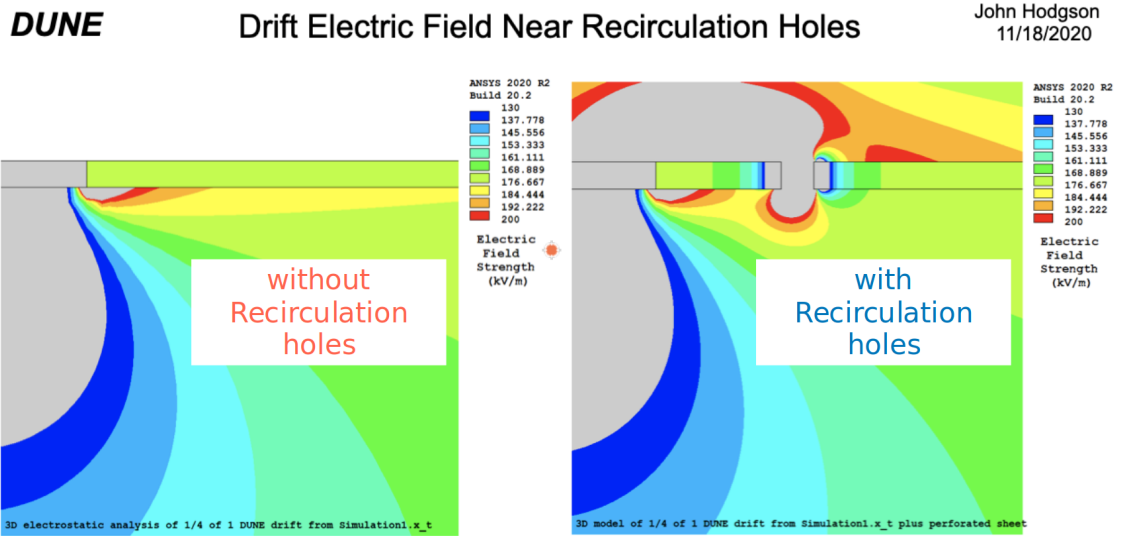 DUNE
Drift Electric Field Near Recirculation Holes
John Hodgson
11/18/2020
ANSYS 2020 R2
Build 20.2
130
137.778
145.556
153.333
161.111
168.889
176.667
184.444
192.222
200
Electric
Field
Strength
(kV/m)
without
Recirculation
holes
3D electrostatic analysis of 1/4 of 1 DUNE drift from Simulation1.x_t
ANSYS 2020 R2
Build 20.2
130
137.778
145.556
153.333
161.111
168.889
176.667
184.444
192.222
200
Electric
Field
Strength
(kV/m)
with
Recirculation
holes
3D model of 1/4 of 1 DUNE drift from Simulation1.x_t plus perforated sheet